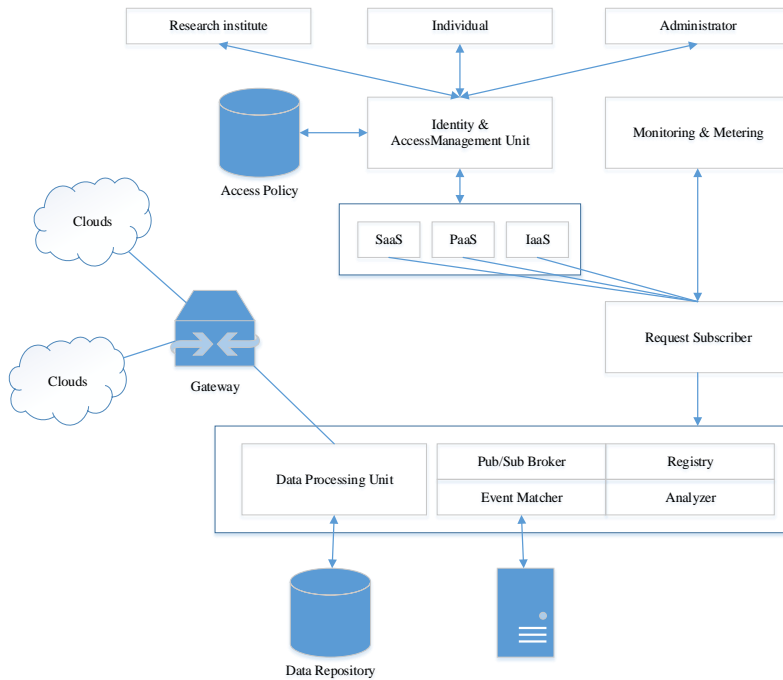 Research institute
Individual
Administrator
Identity &
AccessManagement Unit
Monitoring & Metering
Access Policy
Clouds
SaaS
PaaS
IaaS
Request Subscriber
Clouds
Gateway
Data Processing Unit
Pub/Sub Broker
Registry
Event Matcher
Analyzer
Data Repository